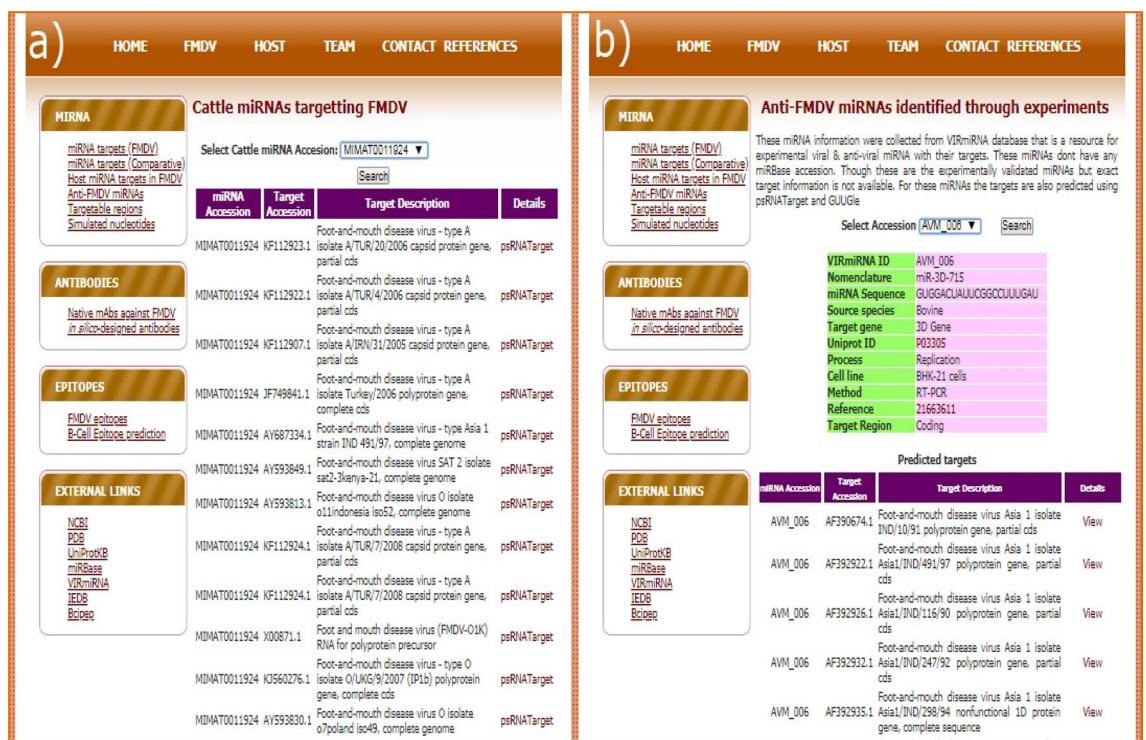 a)
HOME FMDV HOST TEAM CONTACT REFERENCES
MIRNA
miRNA targets (FMDV)
miRNA targets (Comparative)
Host miRNA targets in FMDV
Anti-FMDV miRNAs
Targetable regions
Simulated nucleotides
ANTIBODIES
Native mAbs against FMDV
in silico-designed antibodies
EPITOPES
FMDV epitopes
B-Cell Epitope prediction
EXTERNAL LINKS
NCBI
PDB
UniProtKB
miRBase
VIRmiRNA
IEDB
Bcipep
Cattle miRNAs targetting FMDV
Select Cattle miRNA Accesion: MIMAT0011924 ▼
Search
miRNA Accession Target Accession Target Description Details
Foot-and-mouth disease virus - type A
MIMAT0011924 KF112923.1 isolate A/TUR/20/2006 capsid protein gene, psRNATarget
partial cds
Foot-and-mouth disease virus - type A
MIMAT0011924 KF112922.1 isolate A/TUR/4/2006 capsid protein gene, psRNATarget
partial cds
Foot-and-mouth disease virus - type A
MIMAT0011924 KF112907.1 isolate A/IRN/31/2005 capsid protein gene, psRNATarget
partial cds
Foot-and-mouth disease virus - type A
MIMAT0011924 JF749841.1 isolate Turkey/2006 polyprotein gene, psRNATarget
complete cds
MIMAT0011924 AY687334.1 Foot-and-mouth disease virus - type Asia 1 psRNATarget
strain IND 491/97, complete genome
MIMAT0011924 AY593849.1 Foot-and-mouth disease virus SAT 2 isolate psRNATarget
sat2-3kenya-21, complete genome
MIMAT0011924 AY593813.1 Foot-and-mouth disease virus O isolate psRNATarget
o11indonesia iso52, complete genome
Foot-and-mouth disease virus - type A
MIMAT0011924 KF112924.1 isolate A/TUR/7/2008 capsid protein gene, psRNATarget
partial cds
Foot-and-mouth disease virus - type A
MIMAT0011924 KF112924.1 isolate A/TUR/7/2008 capsid protein gene, psRNATarget
partial cds
MIMAT0011924 X00871.1 Foot and mouth disease virus (FMDV-O1K) psRNATarget
RNA for polyprotein precursor
Foot-and-mouth disease virus - type O
MIMAT0011924 KJ560276.1 isolate O/UKG/9/2007 (IP1b) polyprotein psRNATarget
gene, complete cds
MIMAT0011924 AY593830.1 Foot-and-mouth disease virus O isolate psRNATarget
o7poland iso49, complete genome
b)
HOME FMDV HOST TEAM CONTACT REFERENCES
MIRNA
miRNA targets (FMDV)
miRNA targets (Comparative)
Host miRNA targets in FMDV
Anti-FMDV miRNAs
Targetable regions
Simulated nucleotides
ANTIBODIES
Native mAbs against FMDV
in silico-designed antibodies
EPITOPES
FMDV epitopes
B-Cell Epitope prediction
EXTERNAL LINKS
NCBI
PDB
UniProtKB
miRBase
VIRmiRNA
IEDB
Bcipep
Anti-FMDV miRNAs identified through experiments
These miRNA information were collected from VIRmiRNA database that is a resource for
experimental viral & anti-viral miRNA with their targets. These miRNAs dont have any
miRBase accession. Though these are the experimentally validated miRNAs but exact
target information is not available. For these miRNAs the targets are also predicted using
psRNATarget and GUUGle
Select Accession AVM_006 ▼ Search
VIRmiRNA ID AVM_006
Nomenclature miR-3D-715
miRNA Sequence GUGGACUAUUCGGCCUUUGAU
Source species Bovine
Target gene 3D Gene
Uniprot ID P03305
Process Replication
Cell line BHK-21 cells
Method RT-PCR
Reference 21663611
Target Region Coding
Predicted targets
miRNA Accession Target Accession Target Description Details
AVM_006 AF390674.1 Foot-and-mouth disease virus Asia 1 isolate View
IND/10/91 polyprotein gene, partial cds
Foot-and-mouth disease virus Asia 1 isolate
AVM_006 AF392922.1 Asia1/IND/491/97 polyprotein gene, partial View
cds
Foot-and-mouth disease virus Asia 1 isolate
AVM_006 AF392926.1 Asia1/IND/116/90 polyprotein gene, partial View
cds
Foot-and-mouth disease virus Asia 1 isolate
AVM_006 AF392932.1 Asia1/IND/247/92 polyprotein gene, partial View
cds
Foot-and-mouth disease virus Asia 1 isolate
AVM_006 AF392935.1 Asia1/IND/298/94 nonfunctional 1D protein View
gene, complete sequence